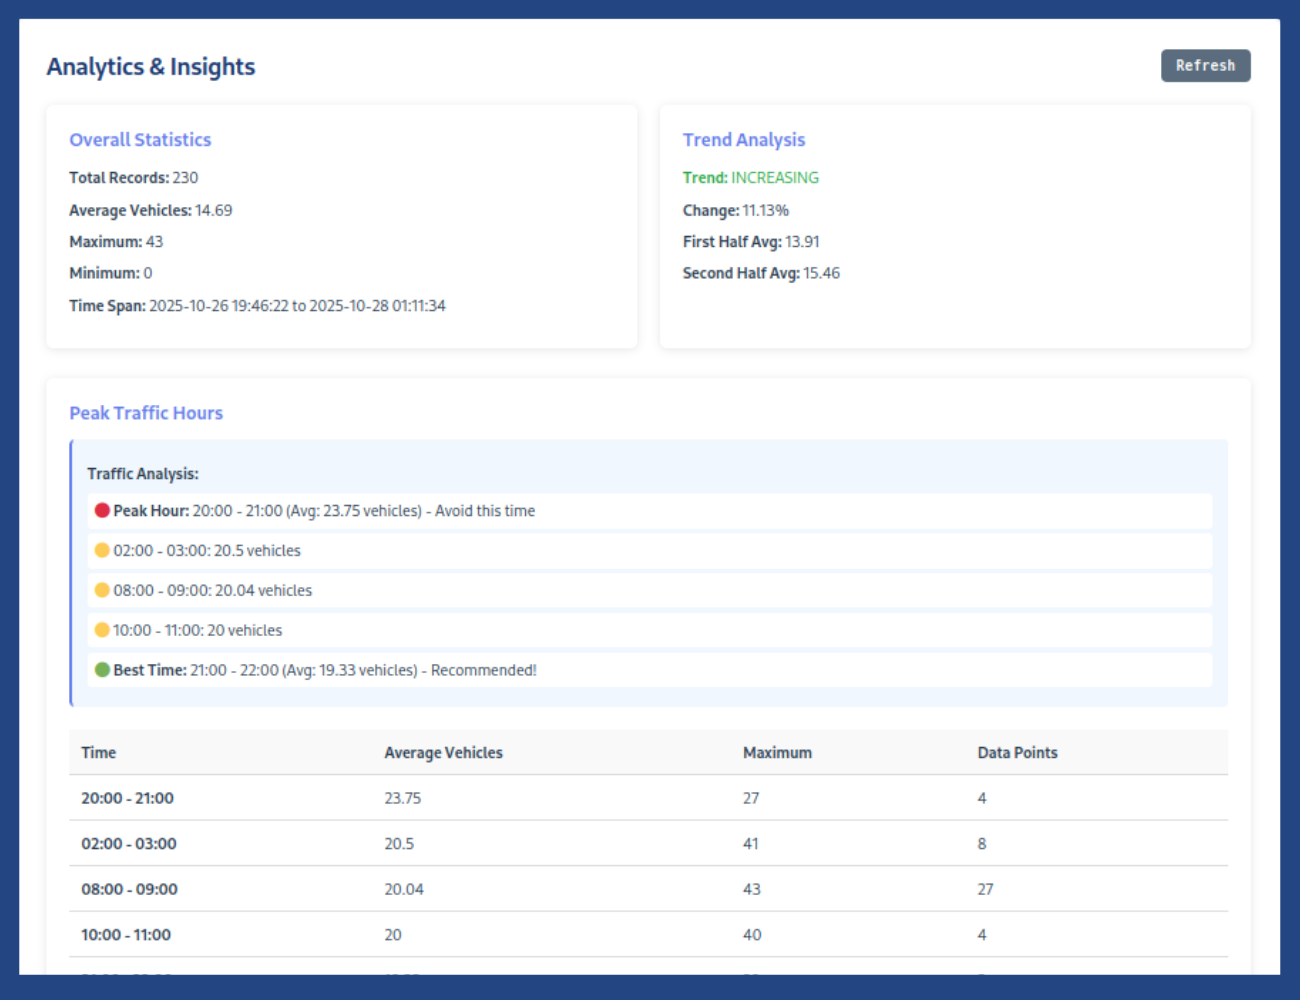 Analytics & Insights
Refresh
Overall Statistics
Total Records: 230
Average Vehicles: 14.69
Maximum: 43
Minimum: 0
Time Span: 2025-10-26 19:46:22 to 2025-10-28 01:11:34
Trend Analysis
Trend: INCREASING
Change: 11.13%
First Half Avg: 13.91
Second Half Avg: 15.46
Peak Traffic Hours
Traffic Analysis:
Peak Hour: 20:00 - 21:00 (Avg: 23.75 vehicles) - Avoid this time
02:00 - 03:00: 20.5 vehicles
08:00 - 09:00: 20.04 vehicles
10:00 - 11:00: 20 vehicles
Best Time: 21:00 - 22:00 (Avg: 19.33 vehicles) - Recommended!
Time Average Vehicles Maximum Data Points
20:00 - 21:00 23.75 27 4
02:00 - 03:00 20.5 41 8
08:00 - 09:00 20.04 43 27
10:00 - 11:00 20 40 4